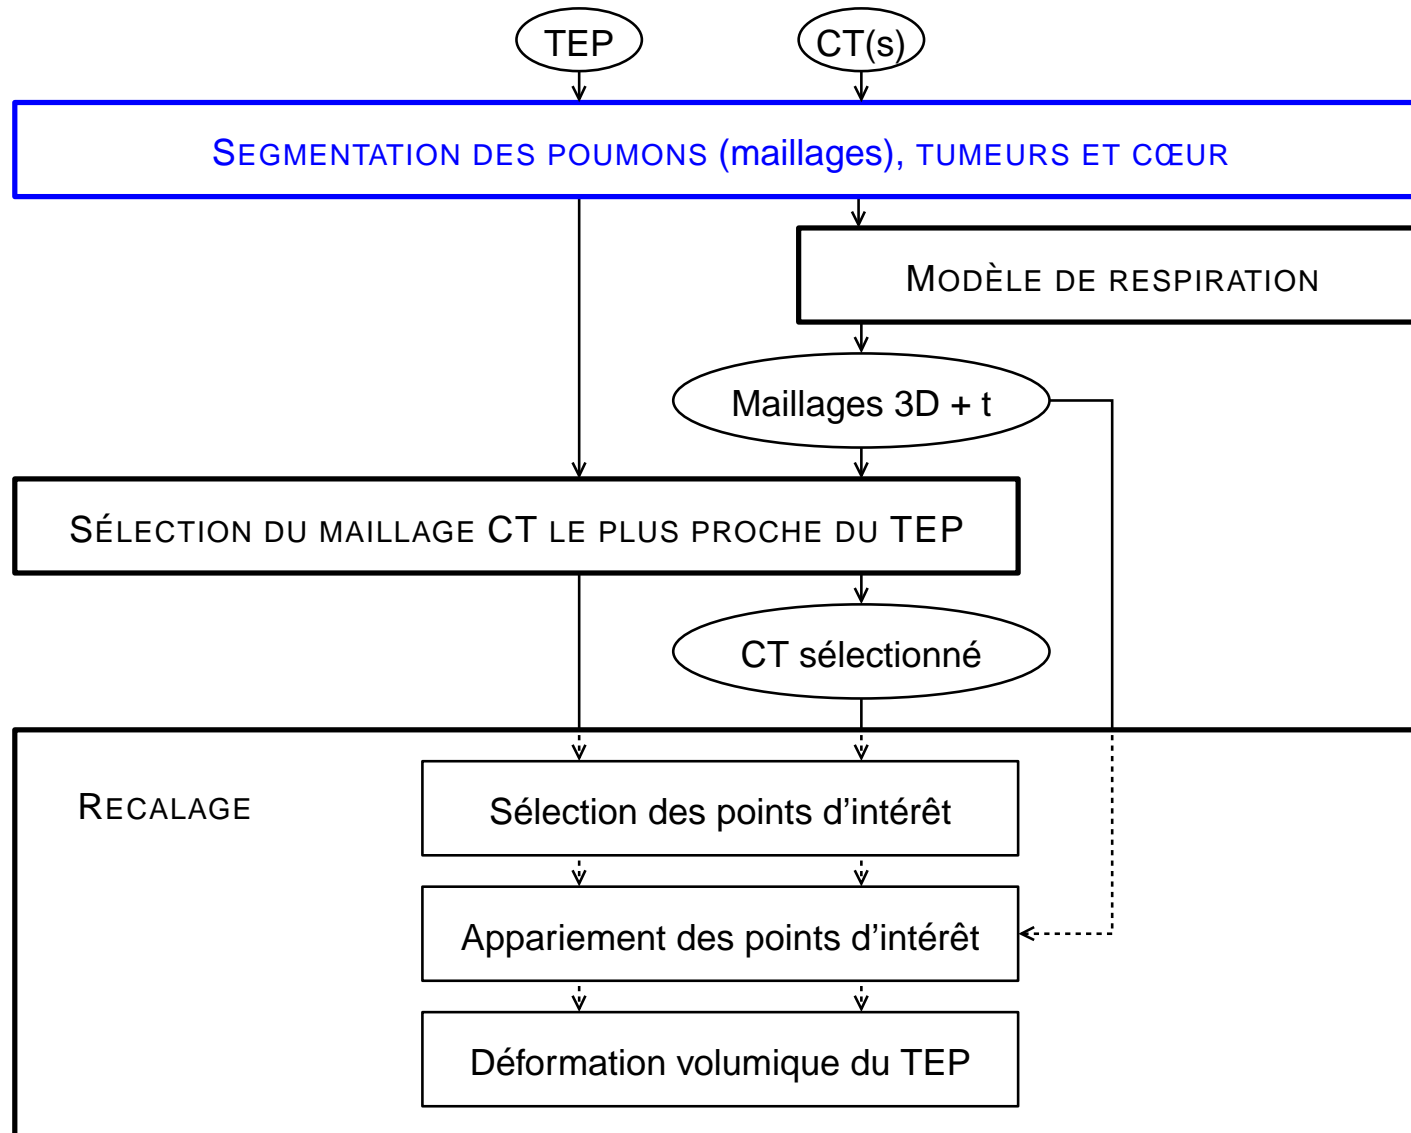 TEP
CT(s)
SEGMENTATION DES POUMONS (maillages), TUMEURS ET CŒUR
MODÈLE DE RESPIRATION
Maillages 3D + t
SÉLECTION DU MAILLAGE CT LE PLUS PROCHE DU TEP
CT sélectionné
RECALAGE
Sélection des points d’intérêt
Appariement des points d’intérêt
Déformation volumique du TEP